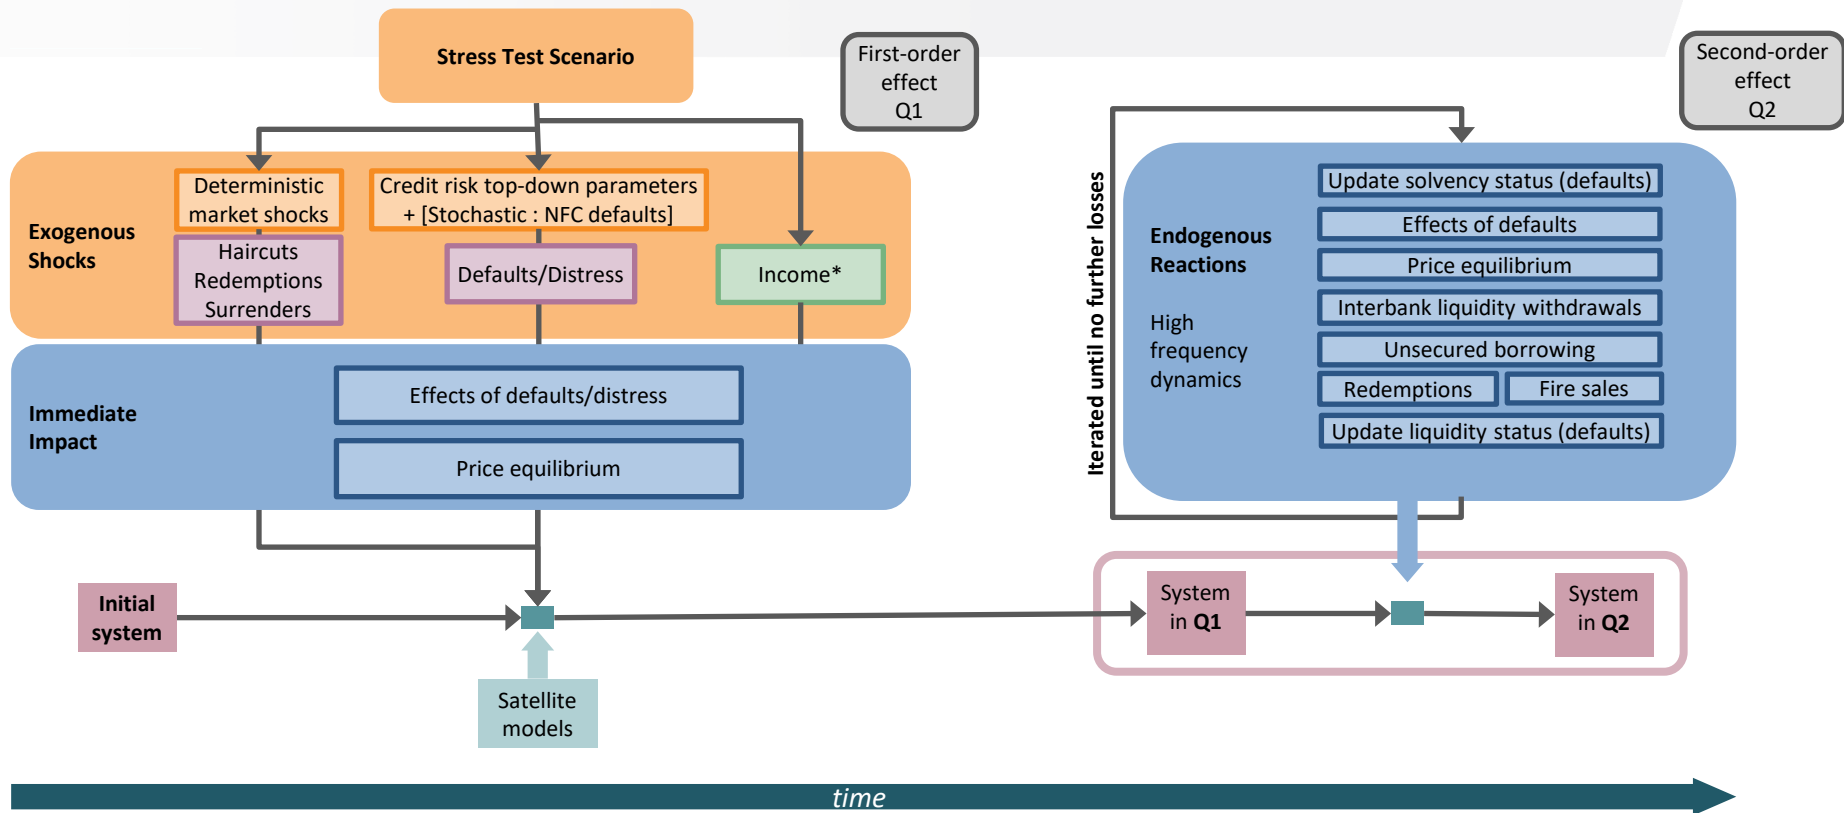 Stress Test Scenario
First-order
effect
Q1
Second-order
effect
Q2
Exogenous
Shocks
Deterministic
market shocks
Haircuts
Redemptions
Surrenders
Credit risk top-down parameters
+ [Stochastic : NFC defaults]
Defaults/Distress
Income*
Immediate
Impact
Effects of defaults/distress
Price equilibrium
Iterated until no further losses
Endogenous
Reactions
High
frequency
dynamics
Update solvency status (defaults)
Effects of defaults
Price equilibrium
Interbank liquidity withdrawals
Unsecured borrowing
Redemptions
Fire sales
Update liquidity status (defaults)
Initial
system
Satellite
models
System
in Q1
System
in Q2
time